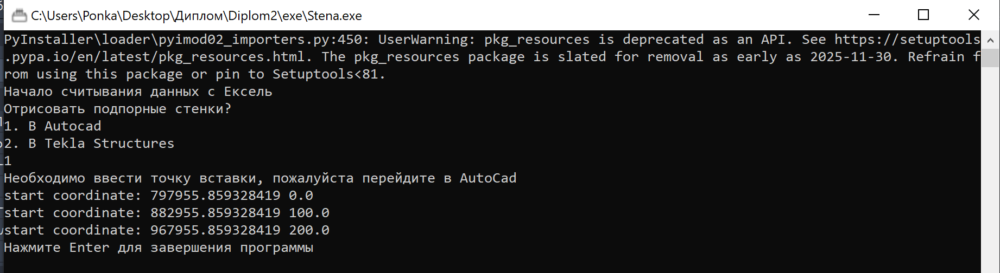 C:\Users\Ponka\Desktop\Диплом\Diplom2\exe\Stena.exe
PyInstaller\loader\pyimod02_importers.py:450: UserWarning: pkg_resources is deprecated as an API. See https://setuptools
.pypa.io/en/latest/pkg_resources.html. The pkg_resources package is slated for removal as early as 2025-11-30. Refrain f
rom using this package or pin to Setuptools<81.
Начало считывания данных с Ексель
Отрисовать подпорные стенки?
1. В Autocad
2. В Tekla Structures
1
Необходимо ввести точку вставки, пожалуйста перейдите в AutoCad
start coordinate: 797955.859328419 0.0
start coordinate: 882955.859328419 100.0
start coordinate: 967955.859328419 200.0
Нажмите Enter для завершения программы